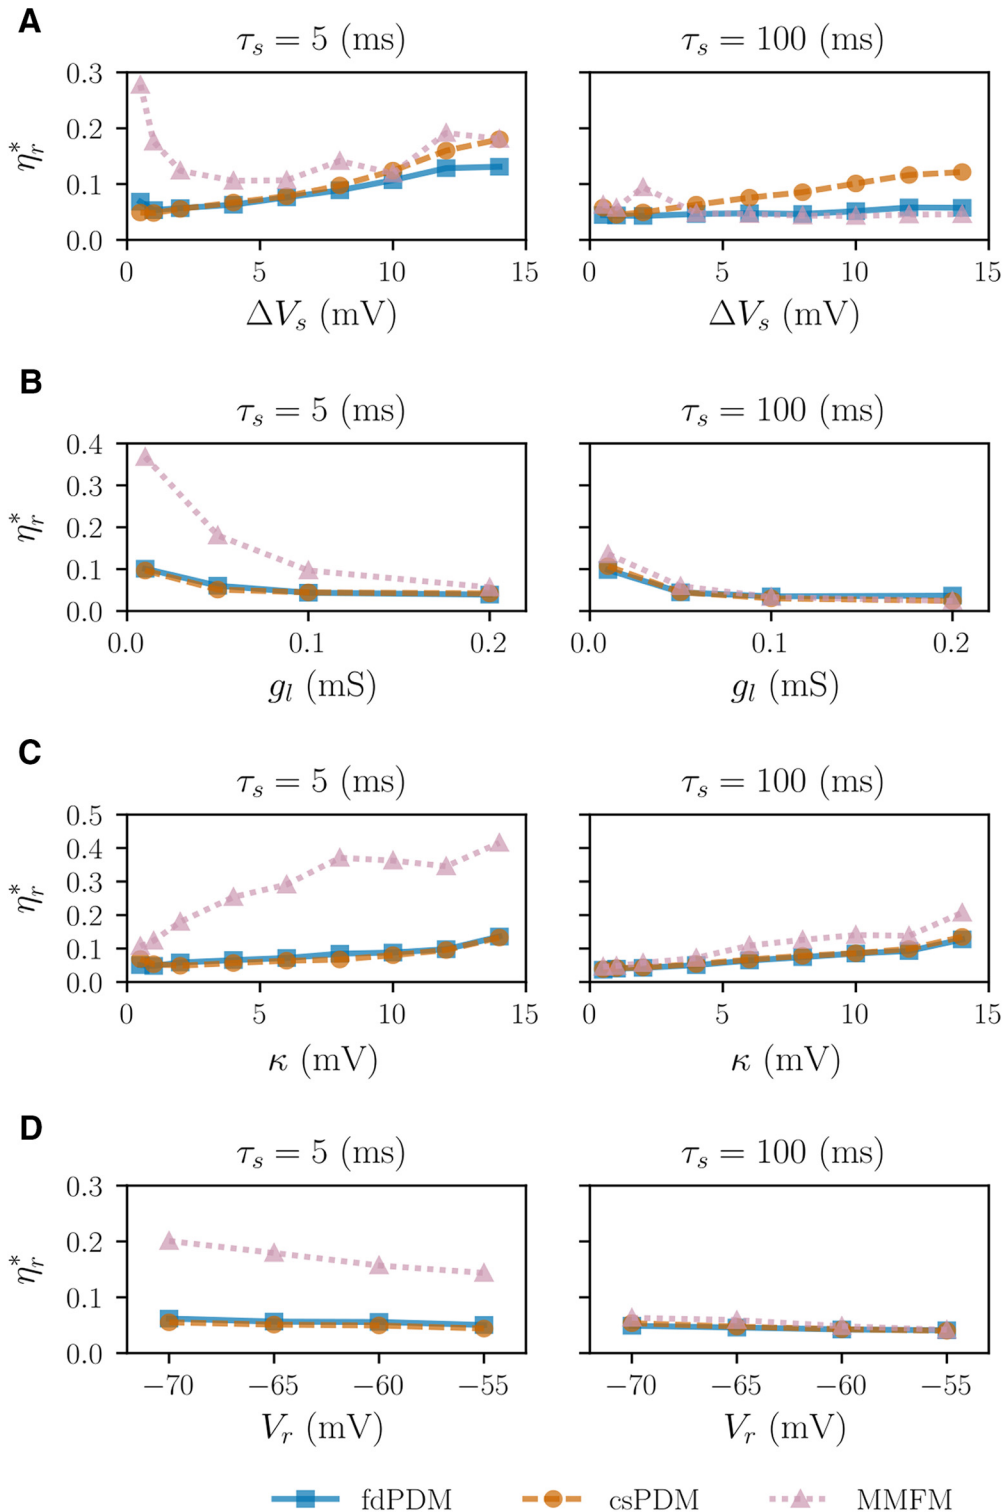 A
τs = 5 (ms) τs = 100 (ms)
0.3
0.2
0.1
0.0
η*r
0 5 10 15 0 5 10 15
ΔVs (mV) ΔVs (mV)
B
τs = 5 (ms) τs = 100 (ms)
0.4
0.3
0.2
0.1
0.0
η*r
0.0 0.1 0.2 0.0 0.1 0.2
gl (mS) gl (mS)
C
τs = 5 (ms) τs = 100 (ms)
0.5
0.4
0.3
0.2
0.1
0.0
η*r
0 5 10 15 0 5 10 15
κ (mV) κ (mV)
D
τs = 5 (ms) τs = 100 (ms)
0.3
0.2
0.1
0.0
η*r
−70 −65 −60 −55 −70 −65 −60 −55
Vr (mV) Vr (mV)
fdPDM csPDM MMFM